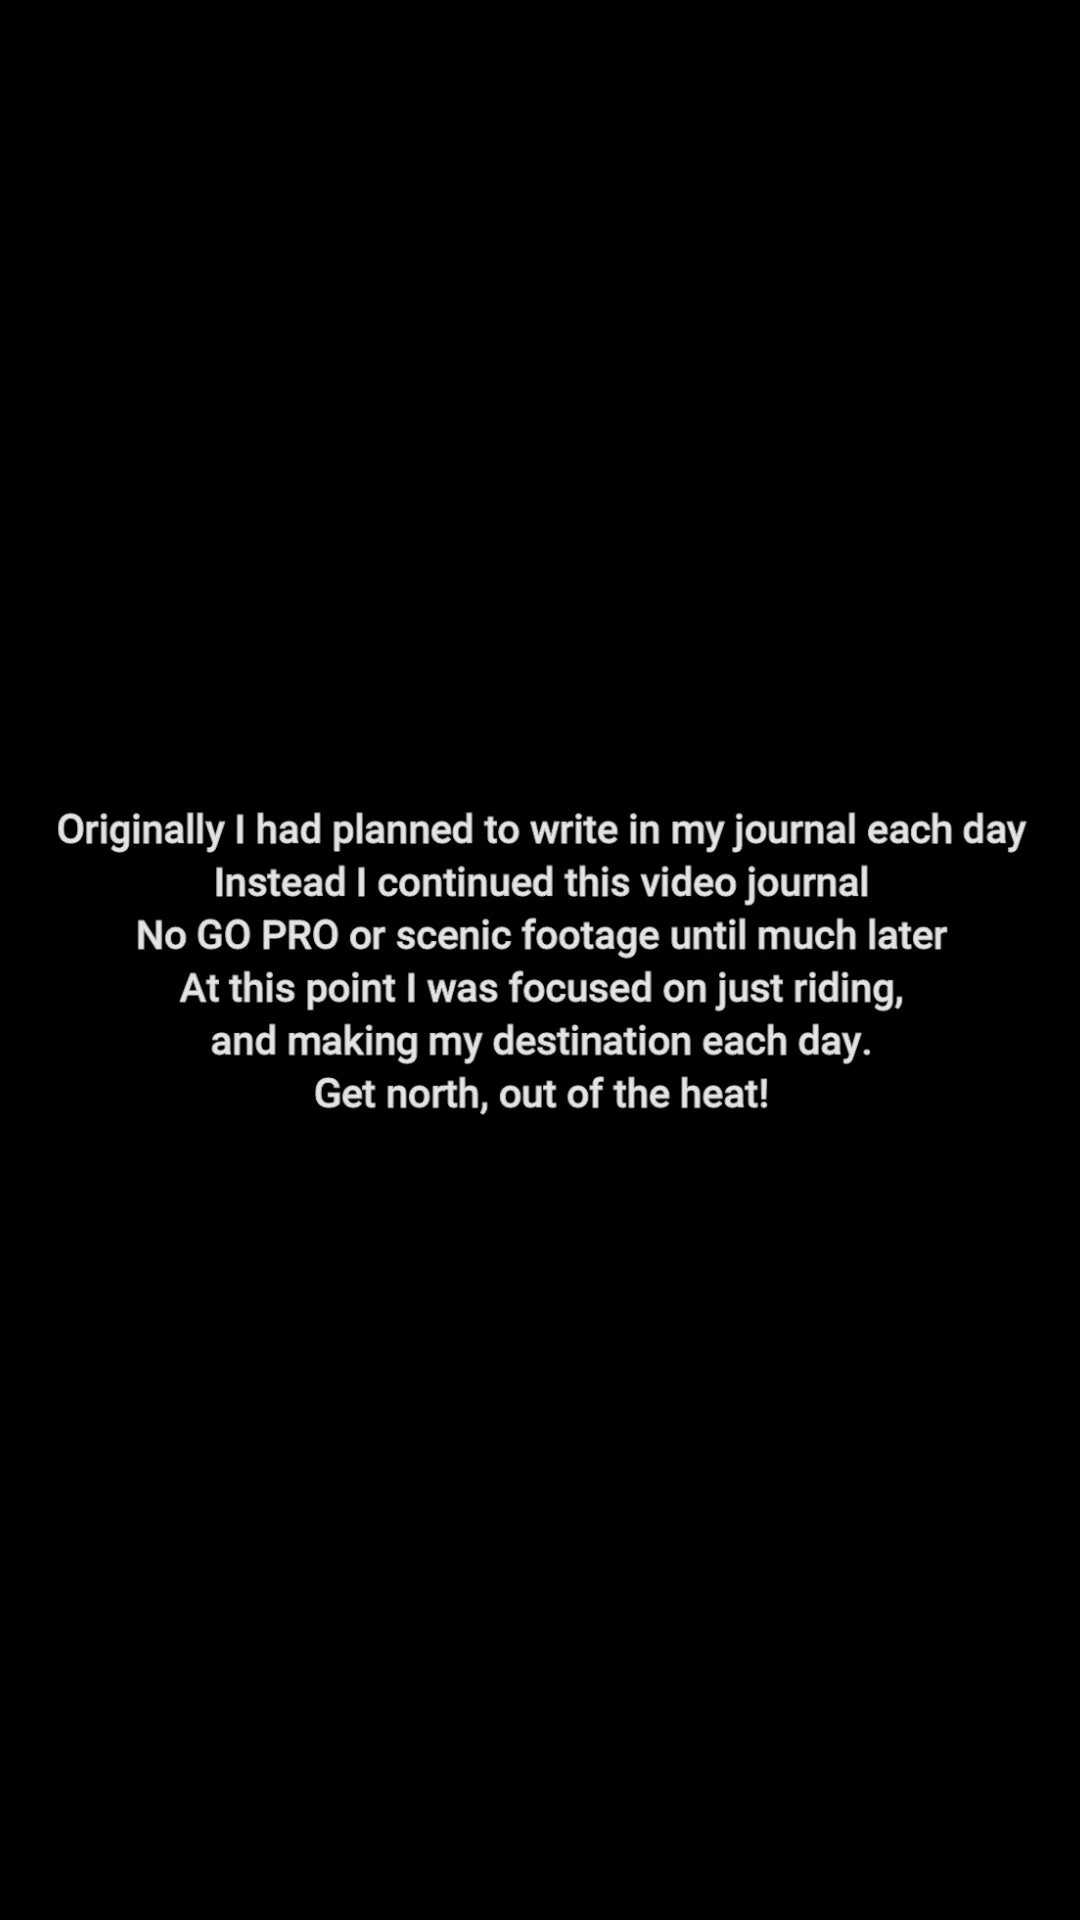 Originally I had planned to write in my journal each day
Instead I continued this video journal
No GO PRO or scenic footage until much later
At this point I was focused on just riding,
and making my destination each day.
Get north, out of the heat!